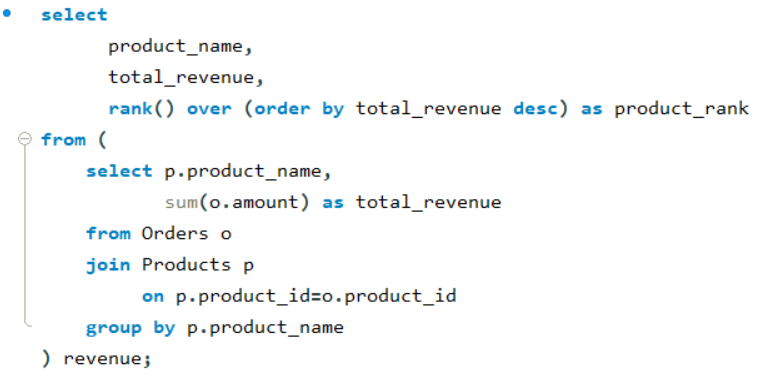 select
product_name,
total_revenue,
rank() over (order by total_revenue desc) as product_rank
from (
select p.product_name,
sum(o.amount) as total_revenue
from Orders o
join Products p
on p.product_id=o.product_id
group by p.product_name
) revenue;